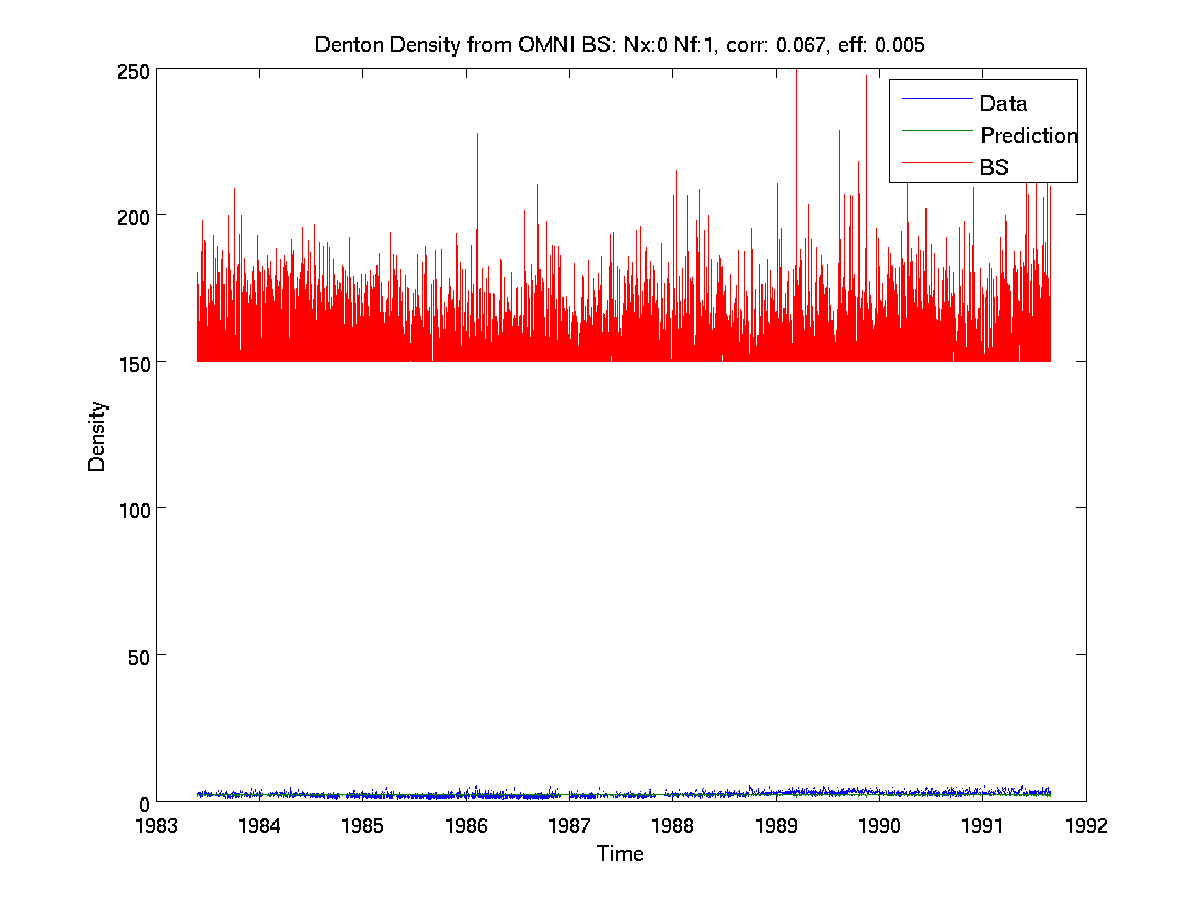 Denton Density from OMNI BS: Nx:0 Nf:1, corr: 0.067, eff: 0.005
250
200
150
100
50
0
Density
Data
Prediction
BS
1983 1984 1985 1986 1987 1988 1989 1990 1991 1992
Time